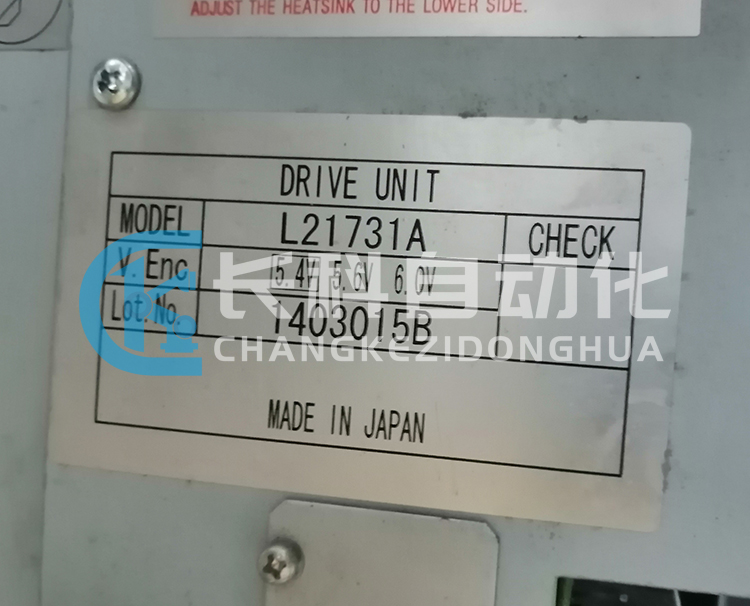 ADJUST THE HEATSINK TO THE LOWER SIDE.
DRIVE UNIT
MODEL L21731A CHECK
V. Enc 5.4V 5.6V 6.0V
Lot.No. 1403015B
长科自动化
CHANGKEZIDONGHUA
MADE IN JAPAN